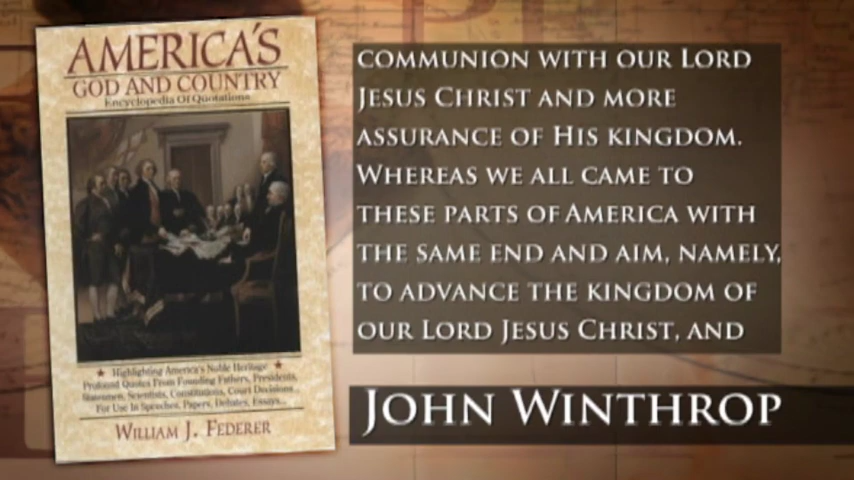 AMERICA'S
GOD AND COUNTRY
Encyclopedia Of Quotations
★ Highlighting America's Noble Heritage ★
Profound Quotes From Founding Fathers, Presidents,
Statesmen, Scientists, Constitutions, Court Decisions
For Use In Speeches, Papers, Debates, Essays...
WILLIAM J. FEDERER
COMMUNION WITH OUR LORD
JESUS CHRIST AND MORE
ASSURANCE OF HIS KINGDOM.
WHEREAS WE ALL CAME TO
THESE PARTS OF AMERICA WITH
THE SAME END AND AIM, NAMELY,
TO ADVANCE THE KINGDOM OF
OUR LORD JESUS CHRIST, AND
JOHN WINTHROP